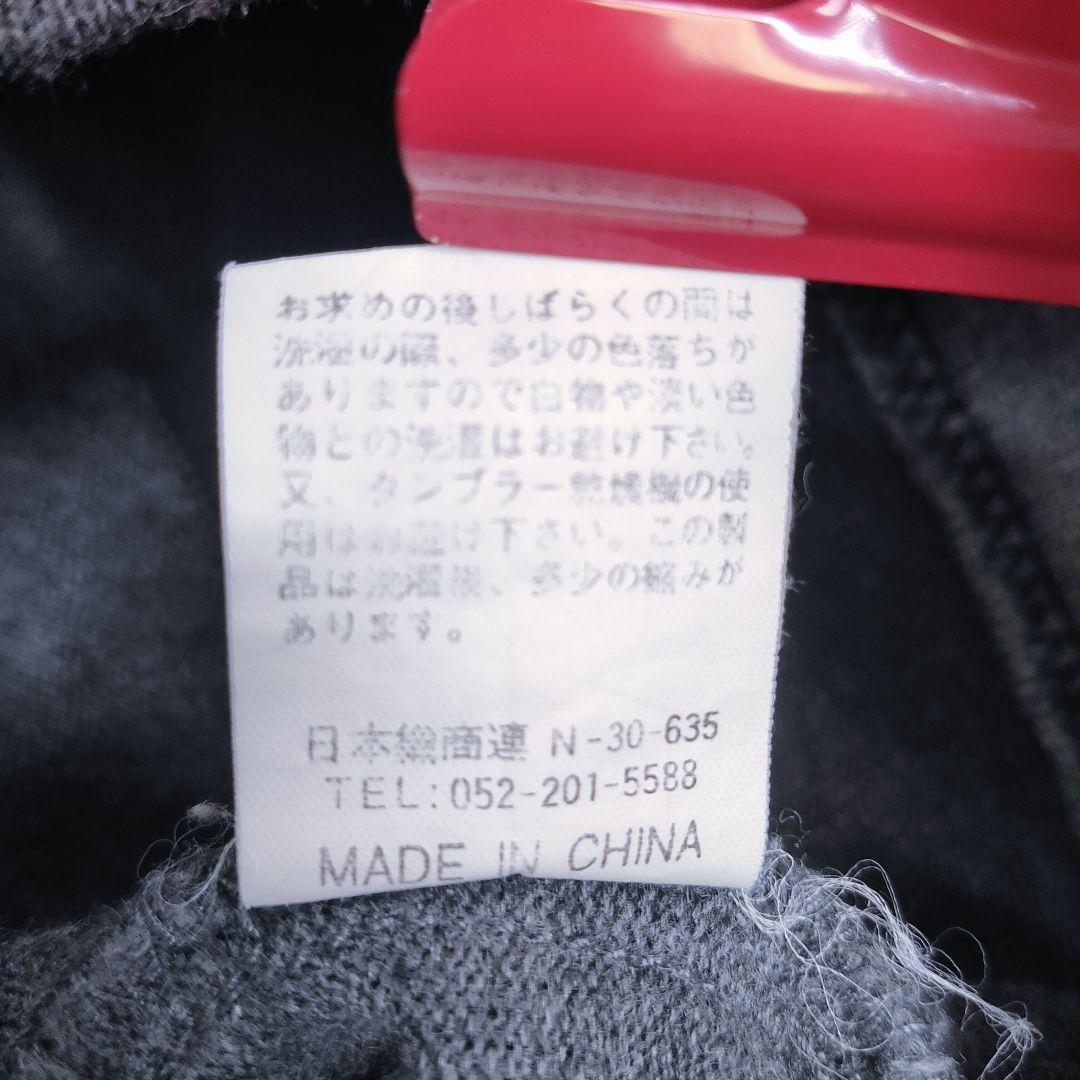 お求めの後しばらくの間は
洗濯の際、多少の色落ちが
ありますので白物や淡い色
物との洗濯はお避け下さい。
又、タンブラー乾燥機の使
用はお避け下さい。この製
品は洗濯後、多少の縮みが
あります。
日本繊商連 N-30-635
TEL:052-201-5588
MADE IN CHINA